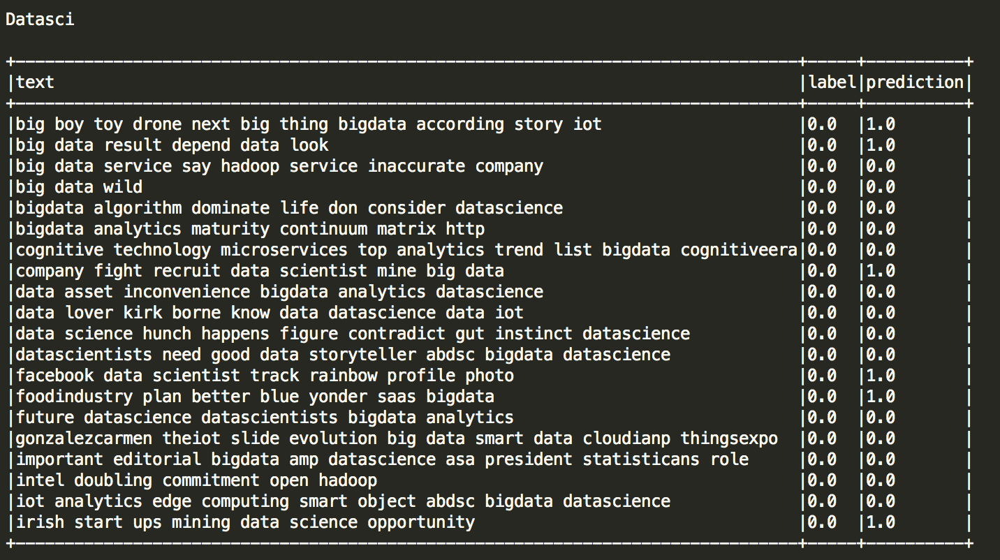 Datasci
+--------------------------------------------------------------------------------+-----+----------+
|text                                                                            |label|prediction|
+--------------------------------------------------------------------------------+-----+----------+
|big boy toy drone next big thing bigdata according story iot                    |0.0  |1.0       |
|big data result depend data look                                                |0.0  |1.0       |
|big data service say hadoop service inaccurate company                          |0.0  |0.0       |
|big data wild                                                                   |0.0  |0.0       |
|bigdata algorithm dominate life don consider datascience                        |0.0  |0.0       |
|bigdata analytics maturity continuum matrix http                                |0.0  |0.0       |
|cognitive technology microservices top analytics trend list bigdata cognitiveera|0.0  |0.0       |
|company fight recruit data scientist mine big data                              |0.0  |1.0       |
|data asset inconvenience bigdata analytics datascience                          |0.0  |0.0       |
|data lover kirk borne know data datascience data iot                            |0.0  |0.0       |
|data science hunch happens figure contradict gut instinct datascience           |0.0  |0.0       |
|datascientists need good data storyteller abdsc bigdata datascience             |0.0  |0.0       |
|facebook data scientist track rainbow profile photo                             |0.0  |1.0       |
|foodindustry plan better blue yonder saas bigdata                               |0.0  |1.0       |
|future datascience datascientists bigdata analytics                             |0.0  |0.0       |
|gonzalezcarmen theiot slide evolution big data smart data cloudianp thingsexpo  |0.0  |0.0       |
|important editorial bigdata amp datascience asa president statisticans role     |0.0  |0.0       |
|intel doubling commitment open hadoop                                           |0.0  |0.0       |
|iot analytics edge computing smart object abdsc bigdata datascience             |0.0  |0.0       |
|irish start ups mining data science opportunity                                 |0.0  |1.0       |
+--------------------------------------------------------------------------------+-----+----------+